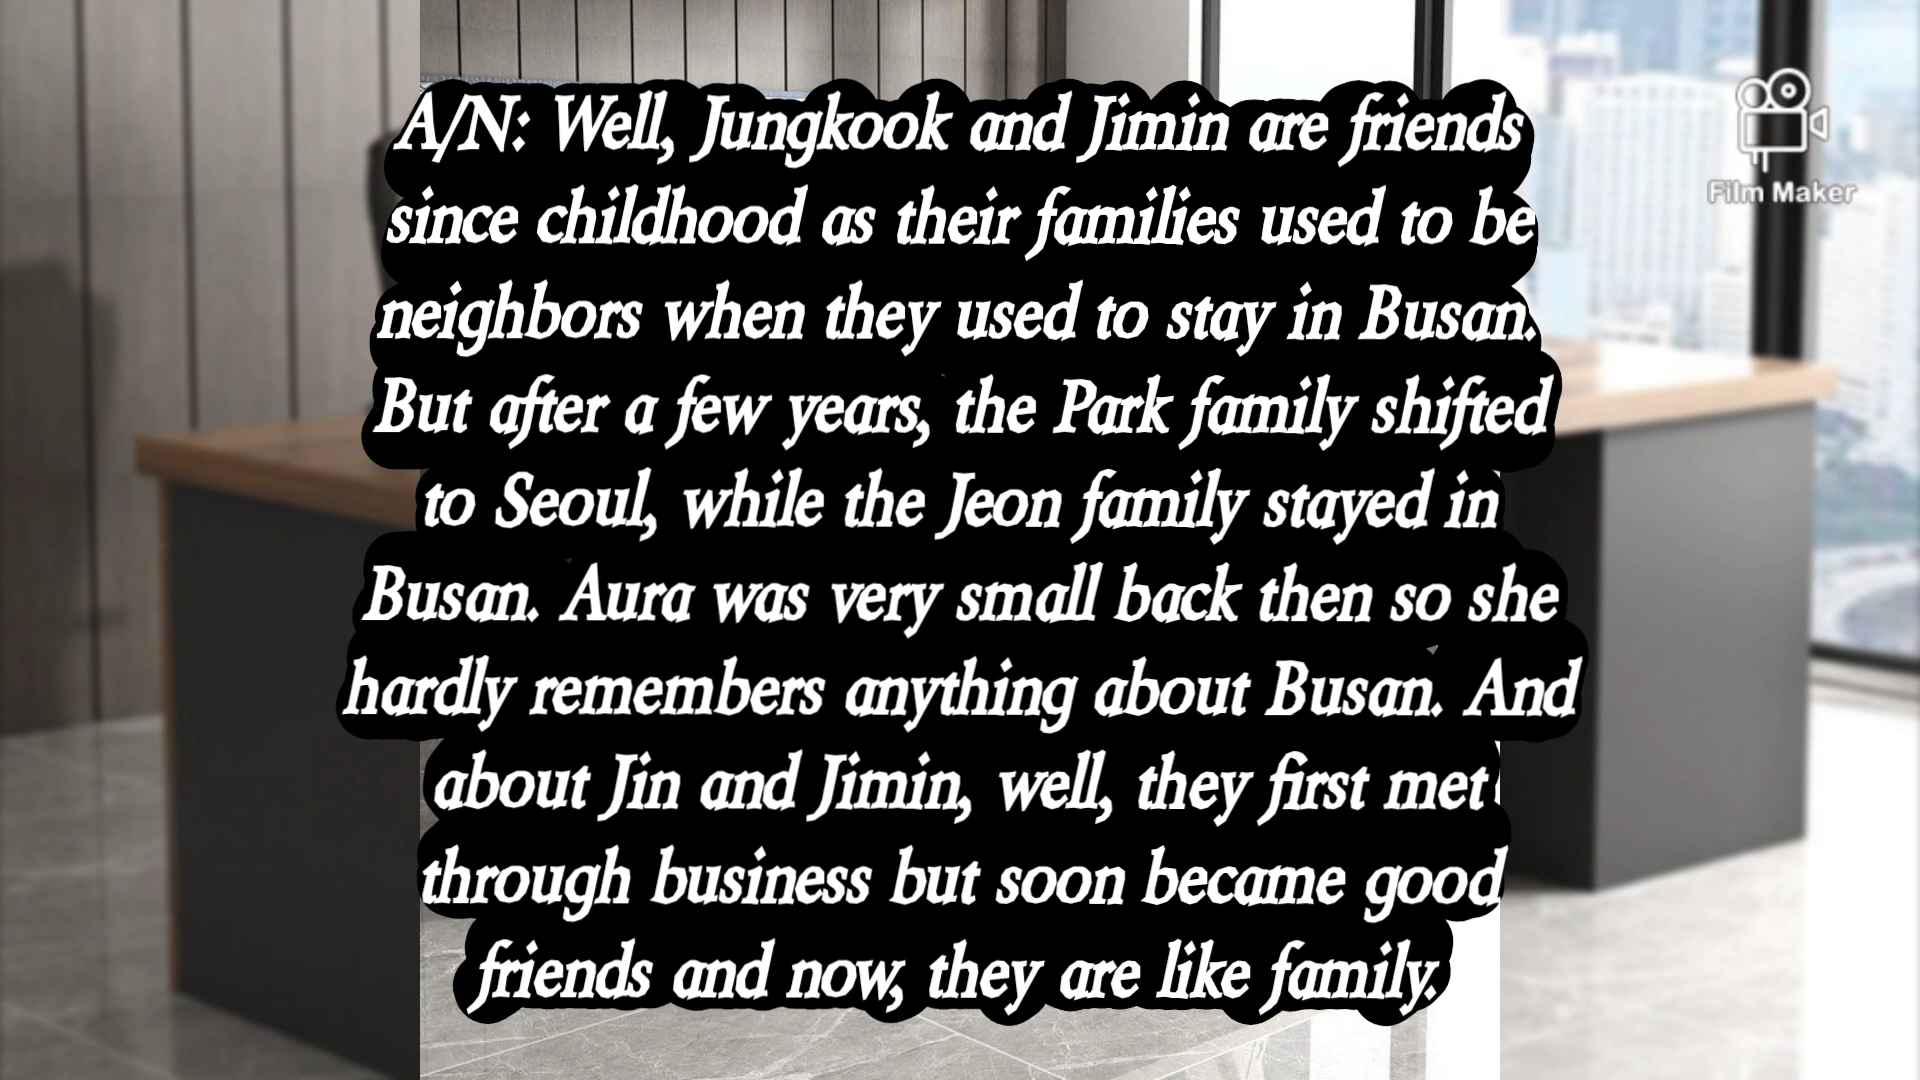 A/N: Well, Jungkook and Jimin are friends
since childhood as their families used to be
neighbors when they used to stay in Busan.
But after a few years, the Park family shifted
to Seoul, while the Jeon family stayed in
Busan. Aura was very small back then so she
hardly remembers anything about Busan. And
about Jin and Jimin, well, they first met
through business but soon became good
friends and now, they are like family.
Film Maker